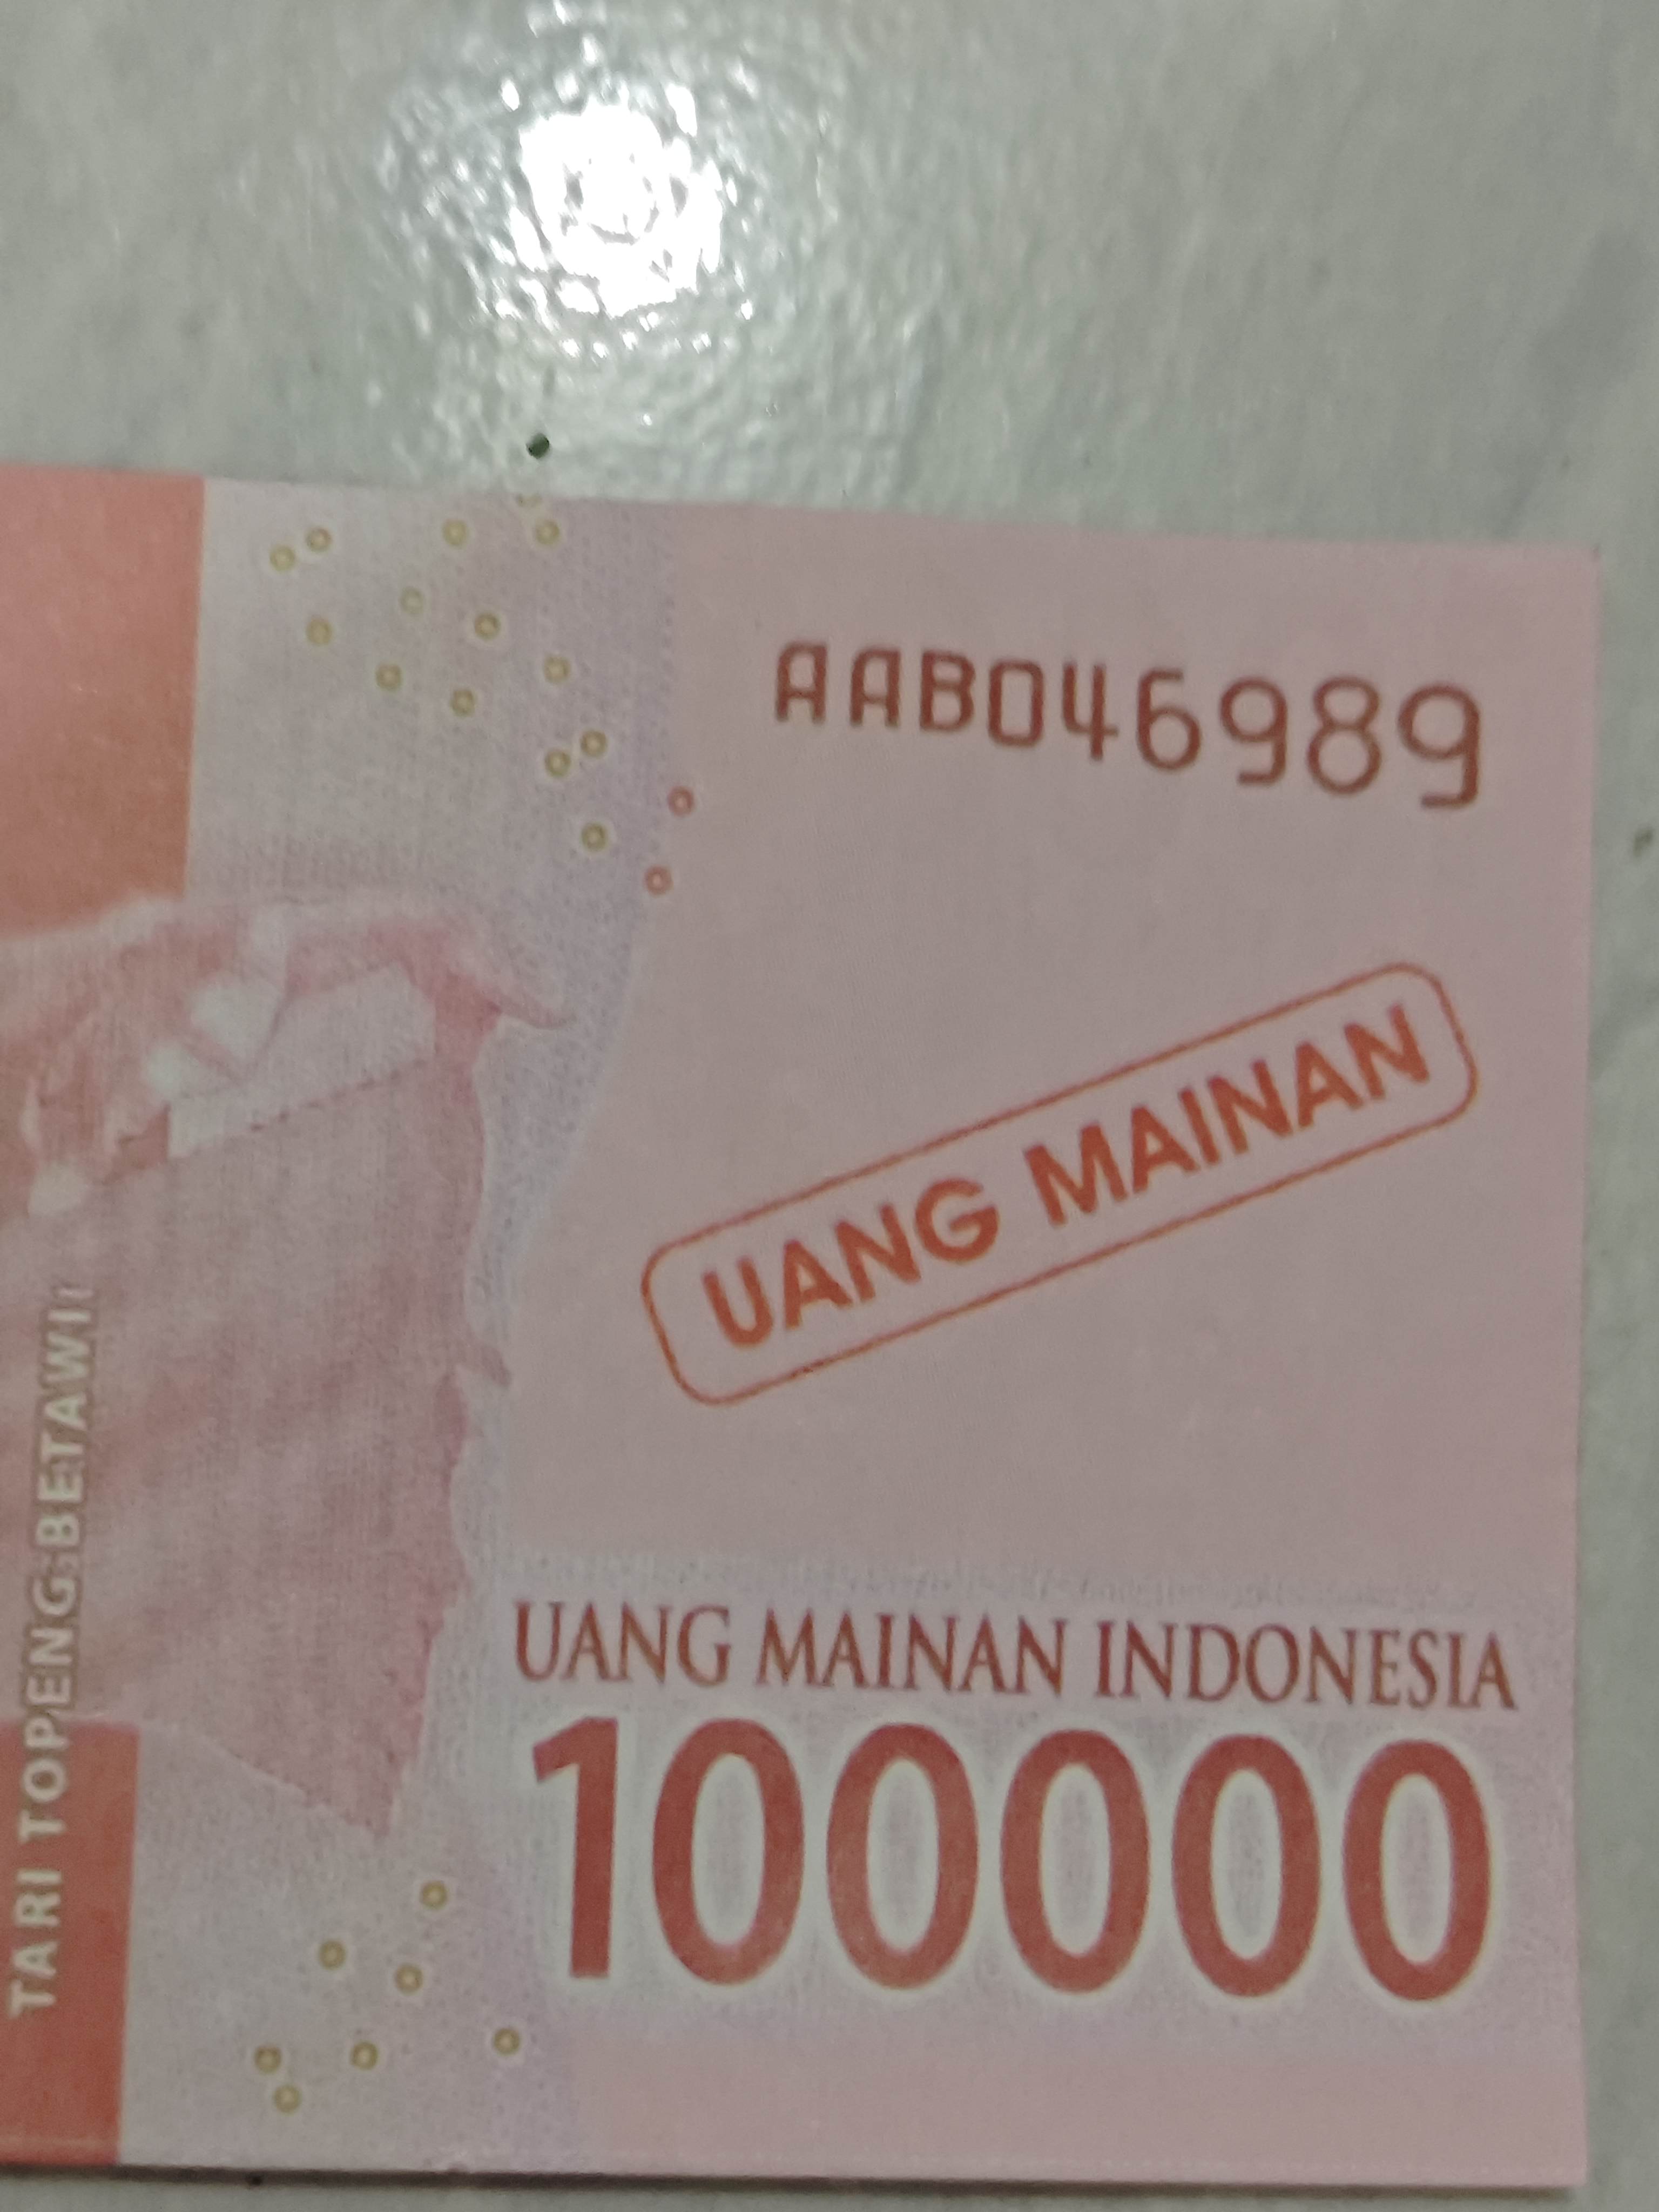 AAB046989
UANG MAINAN
UANG MAINAN INDONESIA
100000
TARI TOPENG BETAWI